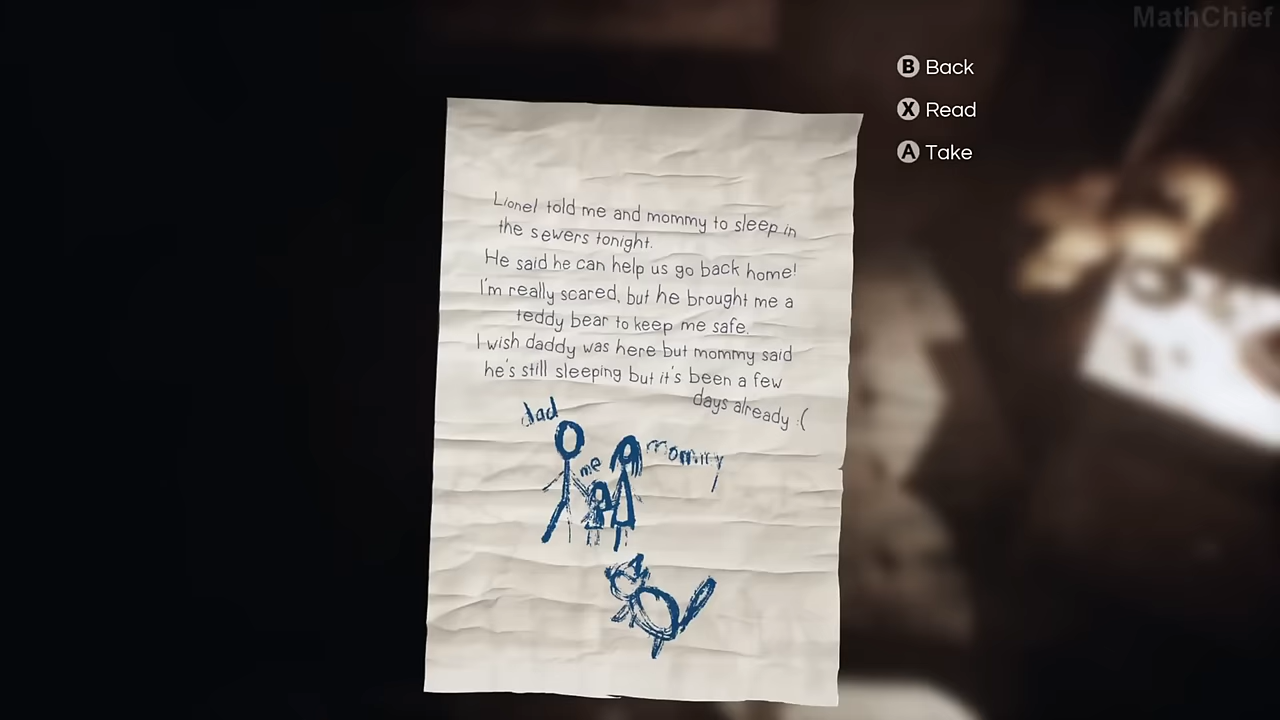 MathChief
B Back
X Read
A Take
Lionel told me and mommy to sleep in
the sewers tonight.
He said he can help us go back home!
I'm really scared, but he brought me a
teddy bear to keep me safe.
I wish daddy was here but mommy said
he's still sleeping but it's been a few
days already :(
dad
me
mommy